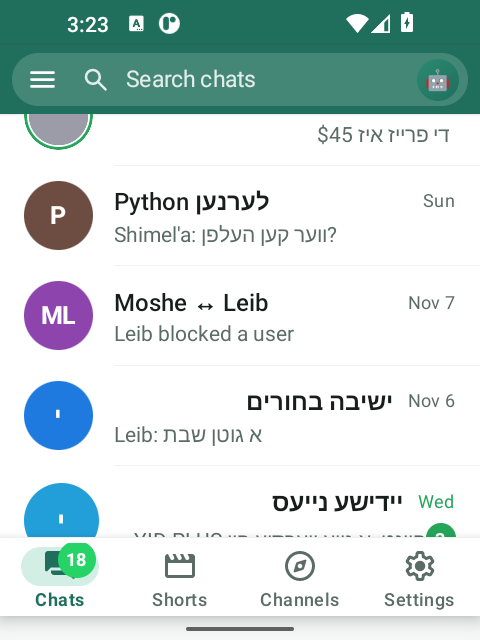 3:23
Search chats
די פרייז איז $45
Python לערנען
Sun
Shimel'a: ווער קען העלפן?
ML
Moshe ↔ Leib
Nov 7
Leib blocked a user
P
י
ישיבה בחורים
Nov 6
Leib: א גוטן שבת
י
יידישע נייעס
Wed
YID PLUS
18
Chats
Shorts
Channels
Settings